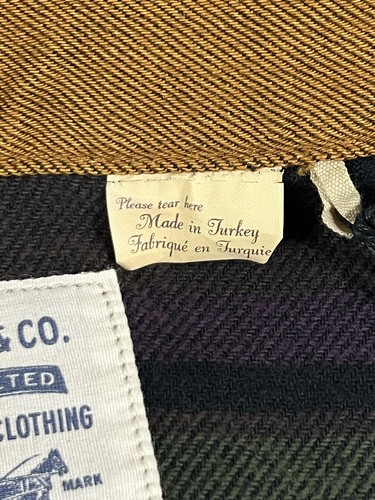 Please tear here
Made in Turkey
Fabriqué en Turquie
& CO.
TED
CLOTHING
MARK